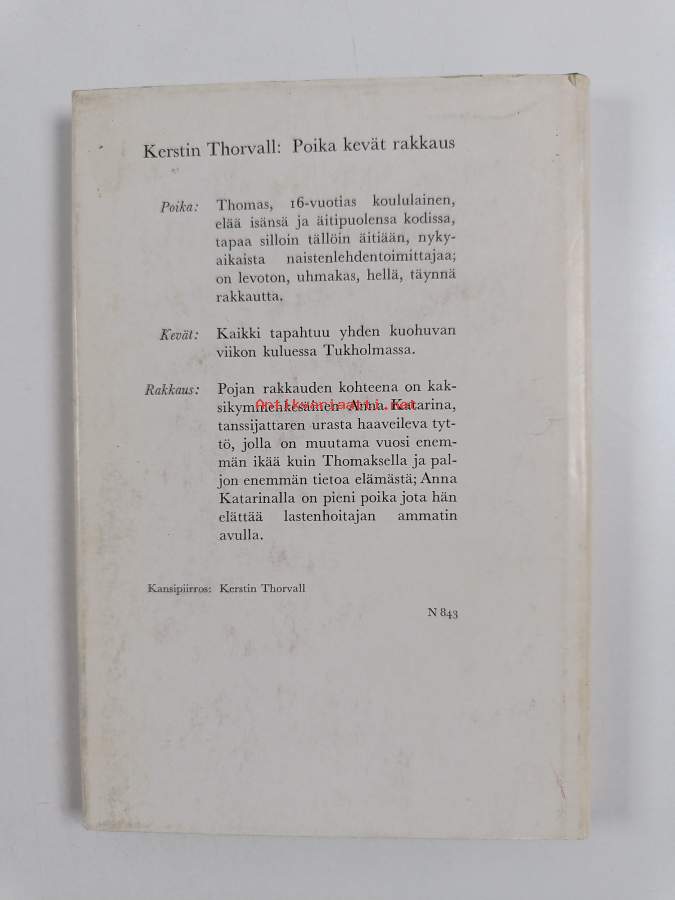 Kerstin Thorvall: Poika kevät rakkaus
Poika: Thomas, 16-vuotias koululainen,
elää isänsä ja äitipuolensa kodissa,
tapaa silloin tällöin äitiään, nyky-
aikaista naistenlehdentoimittajaa;
on levoton, uhmakas, hellä, täynnä
rakkautta.
Kevät: Kaikki tapahtuu yhden kuohuvan
viikon kuluessa Tukholmassa.
Rakkaus: Pojan rakkauden kohteena on kak-
sikymmenkesäinen Anna Katarina,
Antikvariaatti.net
tanssijattaren urasta haaveileva tyt-
tö, jolla on muutama vuosi enem-
män ikää kuin Thomaksella ja pal-
jon enemmän tietoa elämästä; Anna
Katarinalla on pieni poika jota hän
elättää lastenhoitajan ammatin
avulla.
Kansipiirros: Kerstin Thorvall
N 843